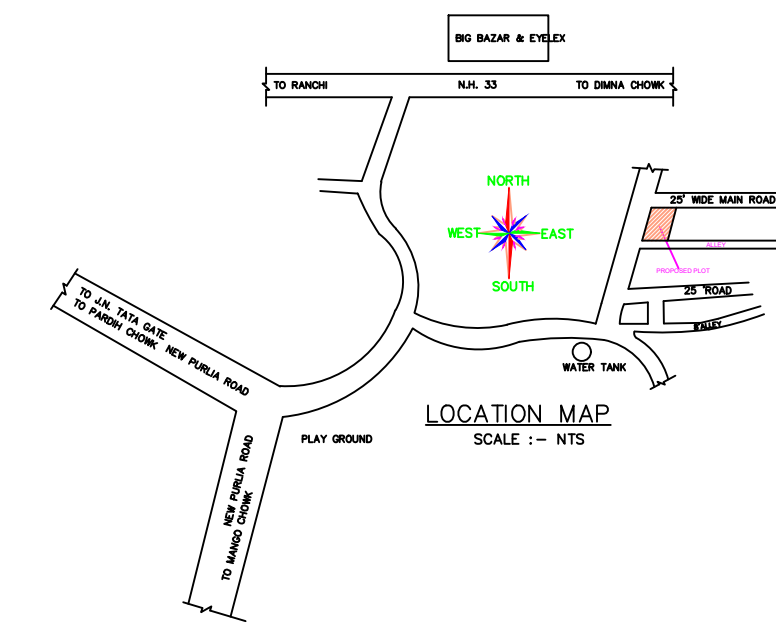 BIG BAZAR & EYELEX
TO RANCHI
N.H. 33
TO DIMNA CHOWK
NORTH
WEST
EAST
SOUTH
25' WIDE MAIN ROAD
ALLEY
PROPOSED PLOT
25 'ROAD
8'ALLEY
WATER TANK
TO J.N. TATA GATE
TO PARDIH CHOWK NEW PURLIA ROAD
LOCATION MAP
SCALE :- NTS
PLAY GROUND
NEW PURLIA ROAD
TO MANGO CHOWK